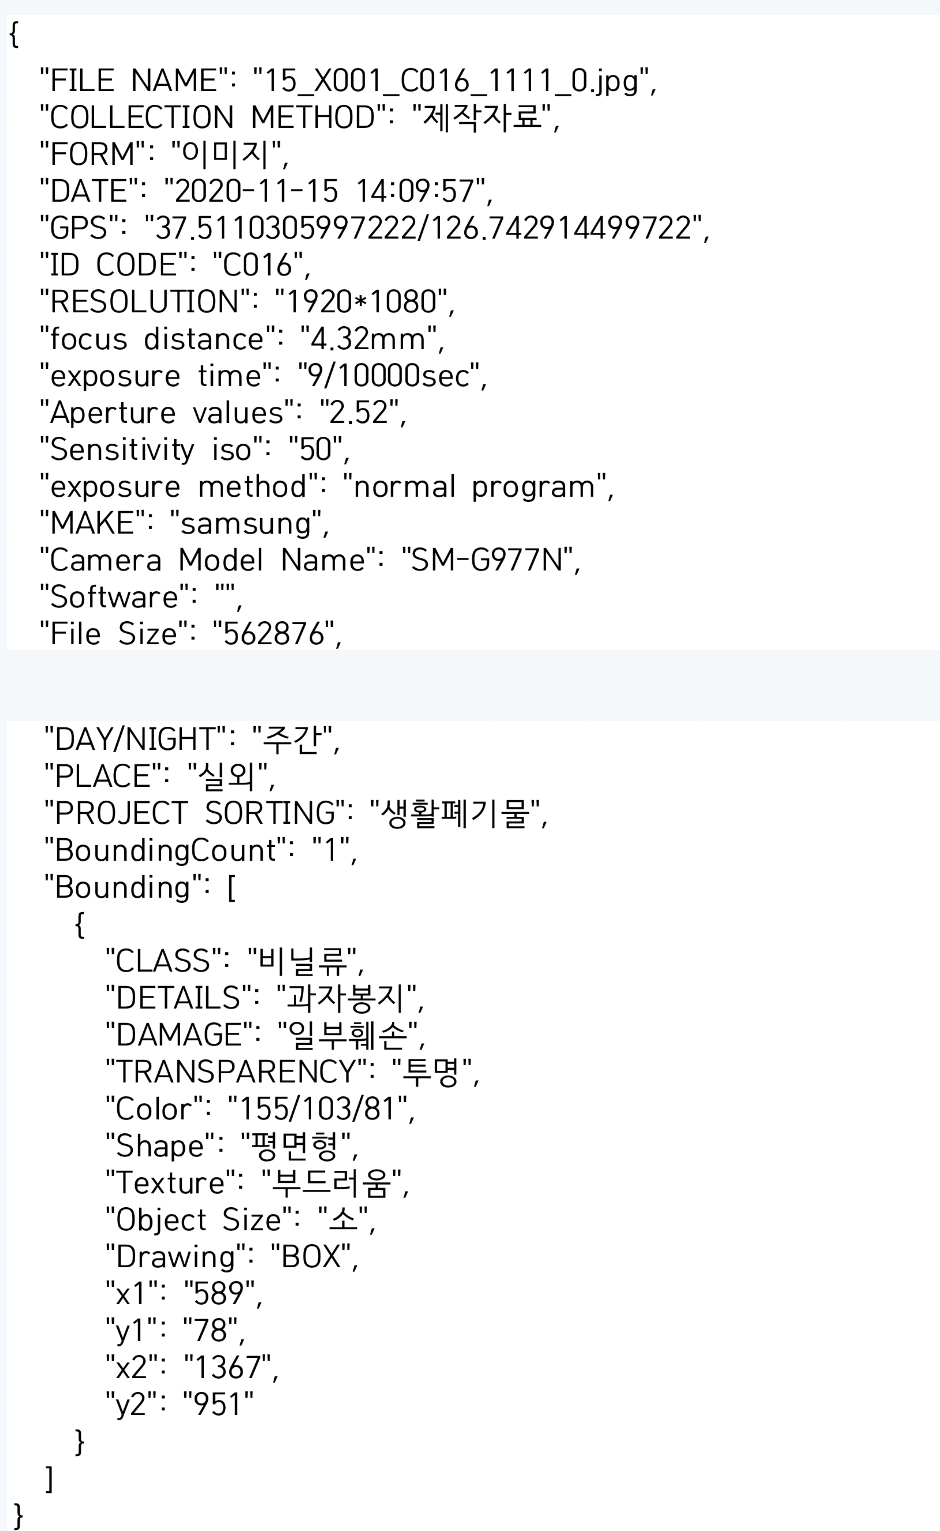 {
"FILE NAME": "15_X001_C016_1111_0.jpg",
"COLLECTION METHOD": "제작자료",
"FORM": "이미지",
"DATE": "2020-11-15 14:09:57",
"GPS": "37.5110305997222/126.742914499722",
"ID CODE": "C016",
"RESOLUTION": "1920*1080",
"focus distance": "4.32mm",
"exposure time": "9/10000sec",
"Aperture values": "2.52",
"Sensitivity iso": "50",
"exposure method": "normal program",
"MAKE": "samsung",
"Camera Model Name": "SM-G977N",
"Software": "",
"File Size": "562876",
"DAY/NIGHT": "주간",
"PLACE": "실외",
"PROJECT SORTING": "생활폐기물",
"BoundingCount": "1",
"Bounding": [
{
"CLASS": "비닐류",
"DETAILS": "과자봉지",
"DAMAGE": "일부훼손",
"TRANSPARENCY": "투명",
"Color": "155/103/81",
"Shape": "평면형",
"Texture": "부드러움",
"Object Size": "소",
"Drawing": "BOX",
"x1": "589",
"y1": "78",
"x2": "1367",
"y2": "951"
}
]
}